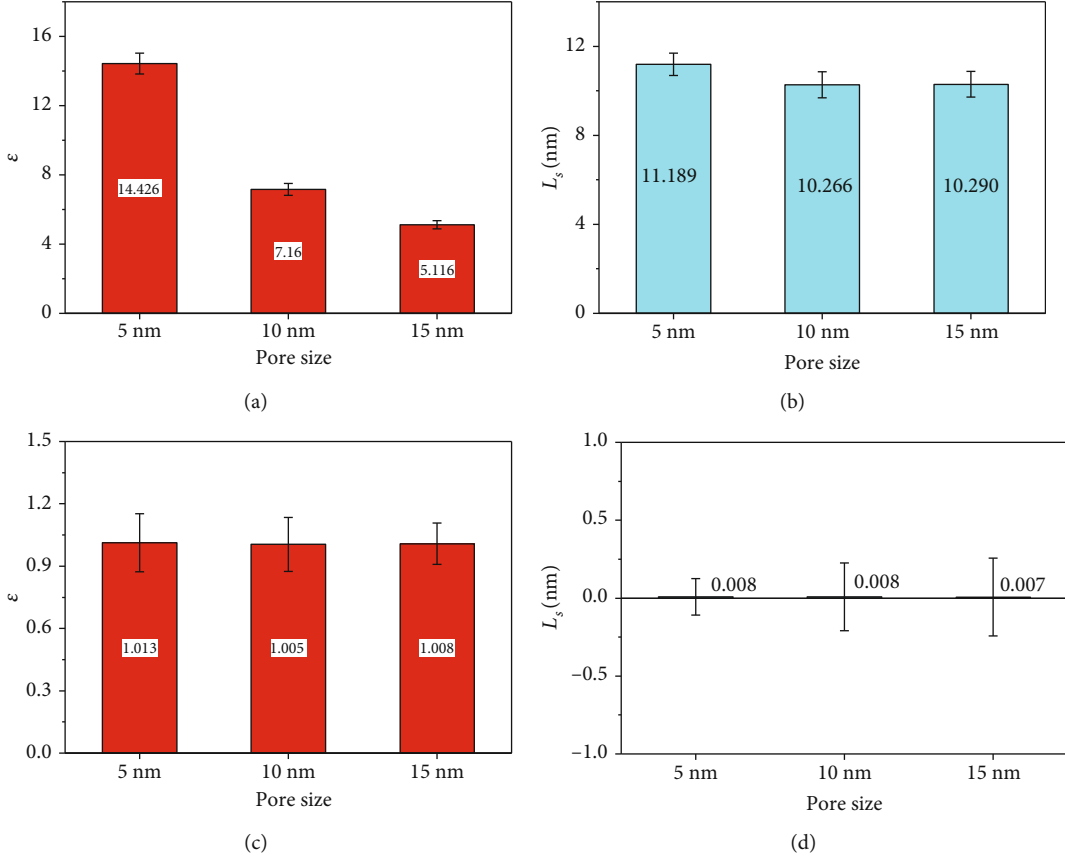 16
12
8
4
0
ε
14.426
7.16
5.116
5 nm
10 nm
15 nm
Pore size
(a)
12
8
4
0
L_s (nm)
11.189
10.266
10.290
5 nm
10 nm
15 nm
Pore size
(b)
1.5
1.2
0.9
0.6
0.3
0.0
ε
1.013
1.005
1.008
5 nm
10 nm
15 nm
Pore size
(c)
1.0
0.5
0.0
−0.5
−1.0
L_s (nm)
0.008
0.008
0.007
5 nm
10 nm
15 nm
Pore size
(d)